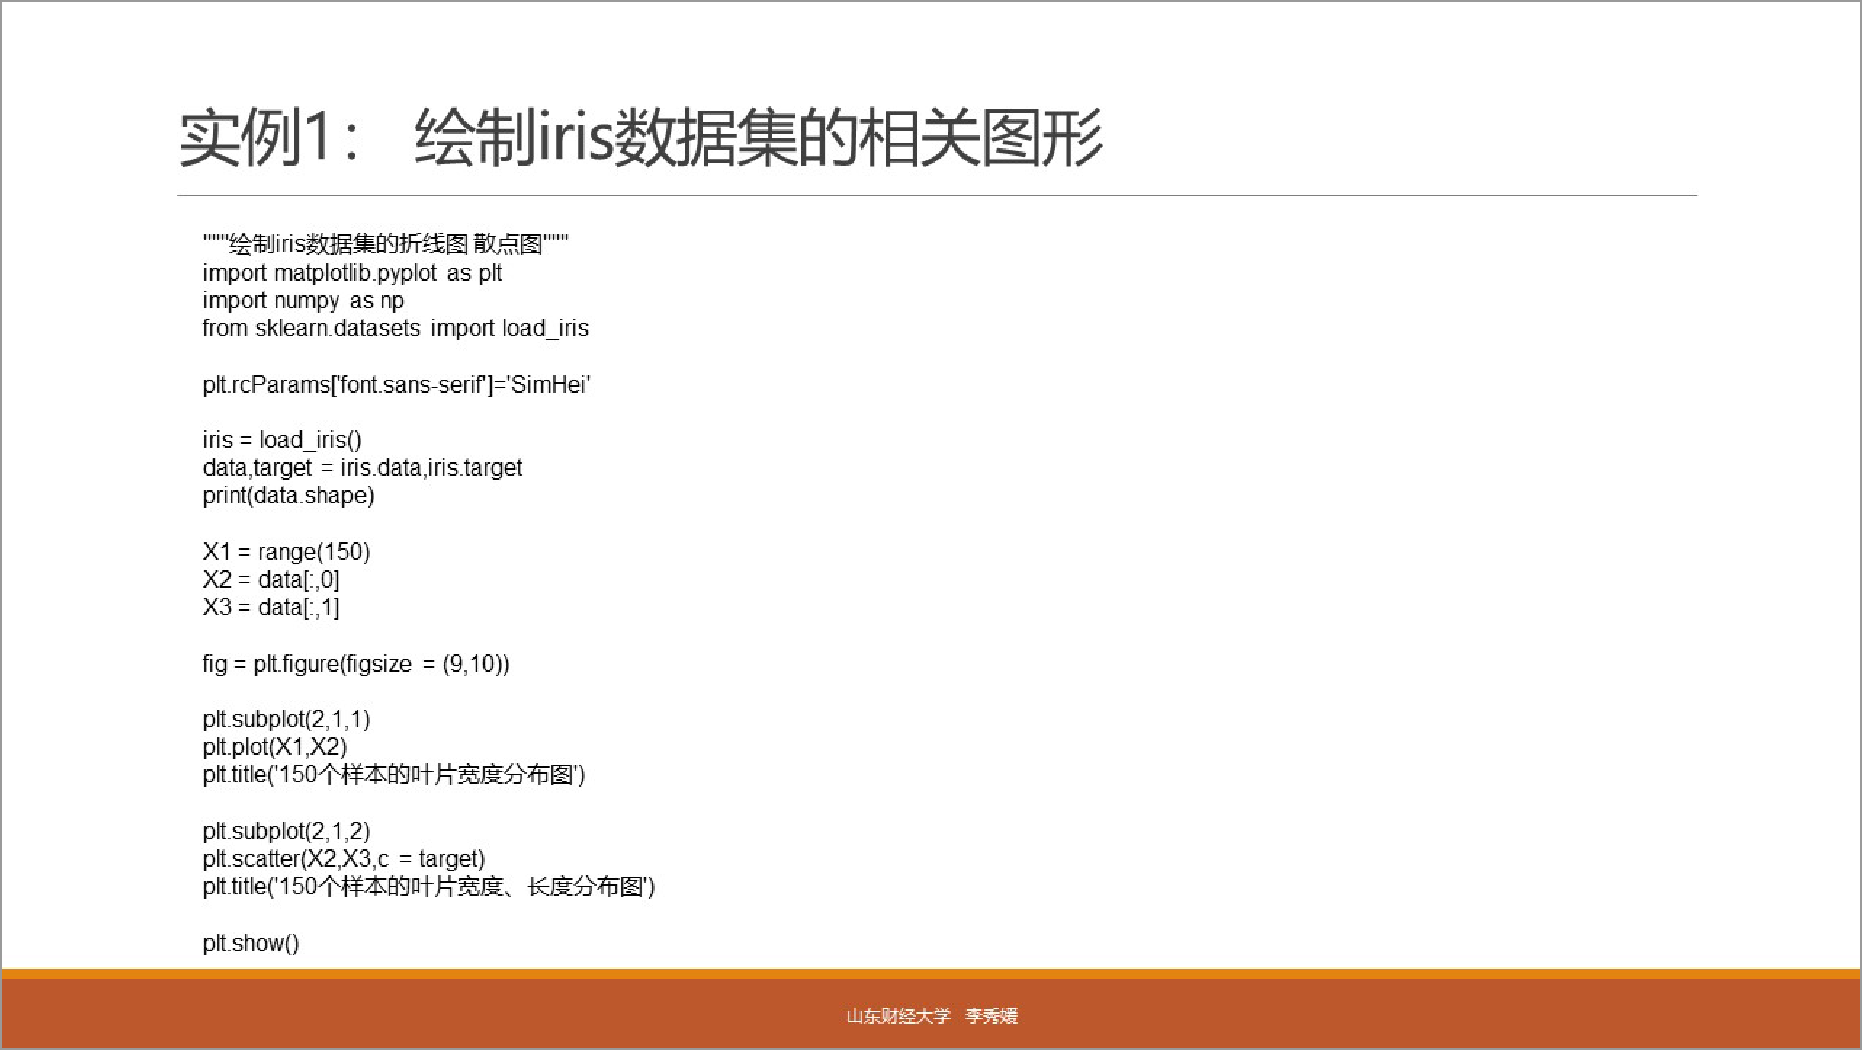 实例1： 绘制iris数据集的相关图形
"""绘制iris数据集的折线图 散点图"""
import matplotlib.pyplot as plt
import numpy as np
from sklearn.datasets import load_iris
plt.rcParams['font.sans-serif']='SimHei'
iris = load_iris()
data,target = iris.data,iris.target
print(data.shape)
X1 = range(150)
X2 = data[:,0]
X3 = data[:,1]
fig = plt.figure(figsize = (9,10))
plt.subplot(2,1,1)
plt.plot(X1,X2)
plt.title('150个样本的叶片宽度分布图')
plt.subplot(2,1,2)
plt.scatter(X2,X3,c = target)
plt.title('150个样本的叶片宽度、长度分布图')
plt.show()
山东财经大学 李秀媛